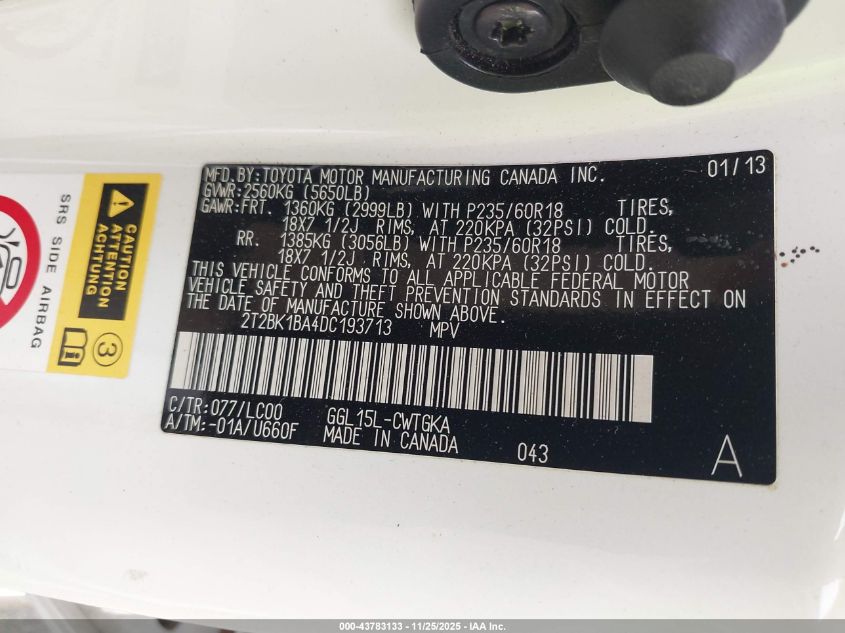 MFD.BY:TOYOTA MOTOR MANUFACTURING CANADA INC. 01/13
GVWR:2560KG (5650LB)
GAWR:FRT. 1360KG (2999LB) WITH P235/60R18 TIRES,
18X7 1/2J RIMS, AT 220KPA (32PSI) COLD.
RR. 1385KG (3056LB) WITH P235/60R18 TIRES,
18X7 1/2J RIMS, AT 220KPA (32PSI) COLD.
THIS VEHICLE CONFORMS TO ALL APPLICABLE FEDERAL MOTOR
VEHICLE SAFETY AND THEFT PREVENTION STANDARDS IN EFFECT ON
THE DATE OF MANUFACTURE SHOWN ABOVE.
2T2BK1BA4DC193713 MPV
C/TR:077/LC00 GGL15L-CWTGKA
A/TM:-01A/U660F MADE IN CANADA 043 A
SRS SIDE AIRBAG
CAUTION
ATTENTION
ACHTUNG
3
000-43783133 - 11/25/2025 - IAA Inc.